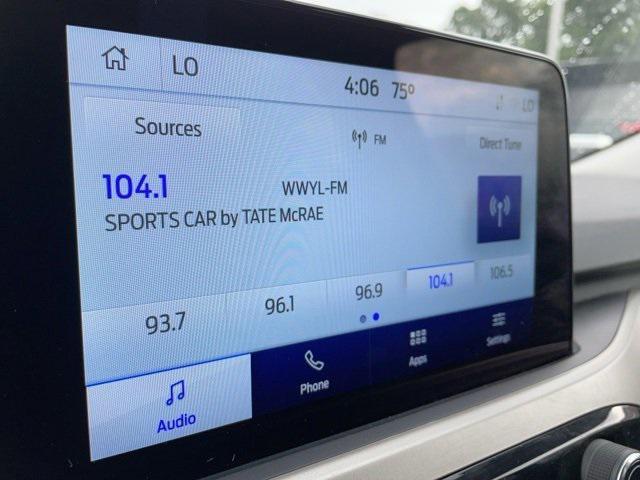 LO 4:06 75° LO
Sources FM Direct Tune
104.1 WWYL-FM
SPORTS CAR by TATE McRAE
93.7 96.1 96.9 104.1 106.5
Audio Phone Apps Settings